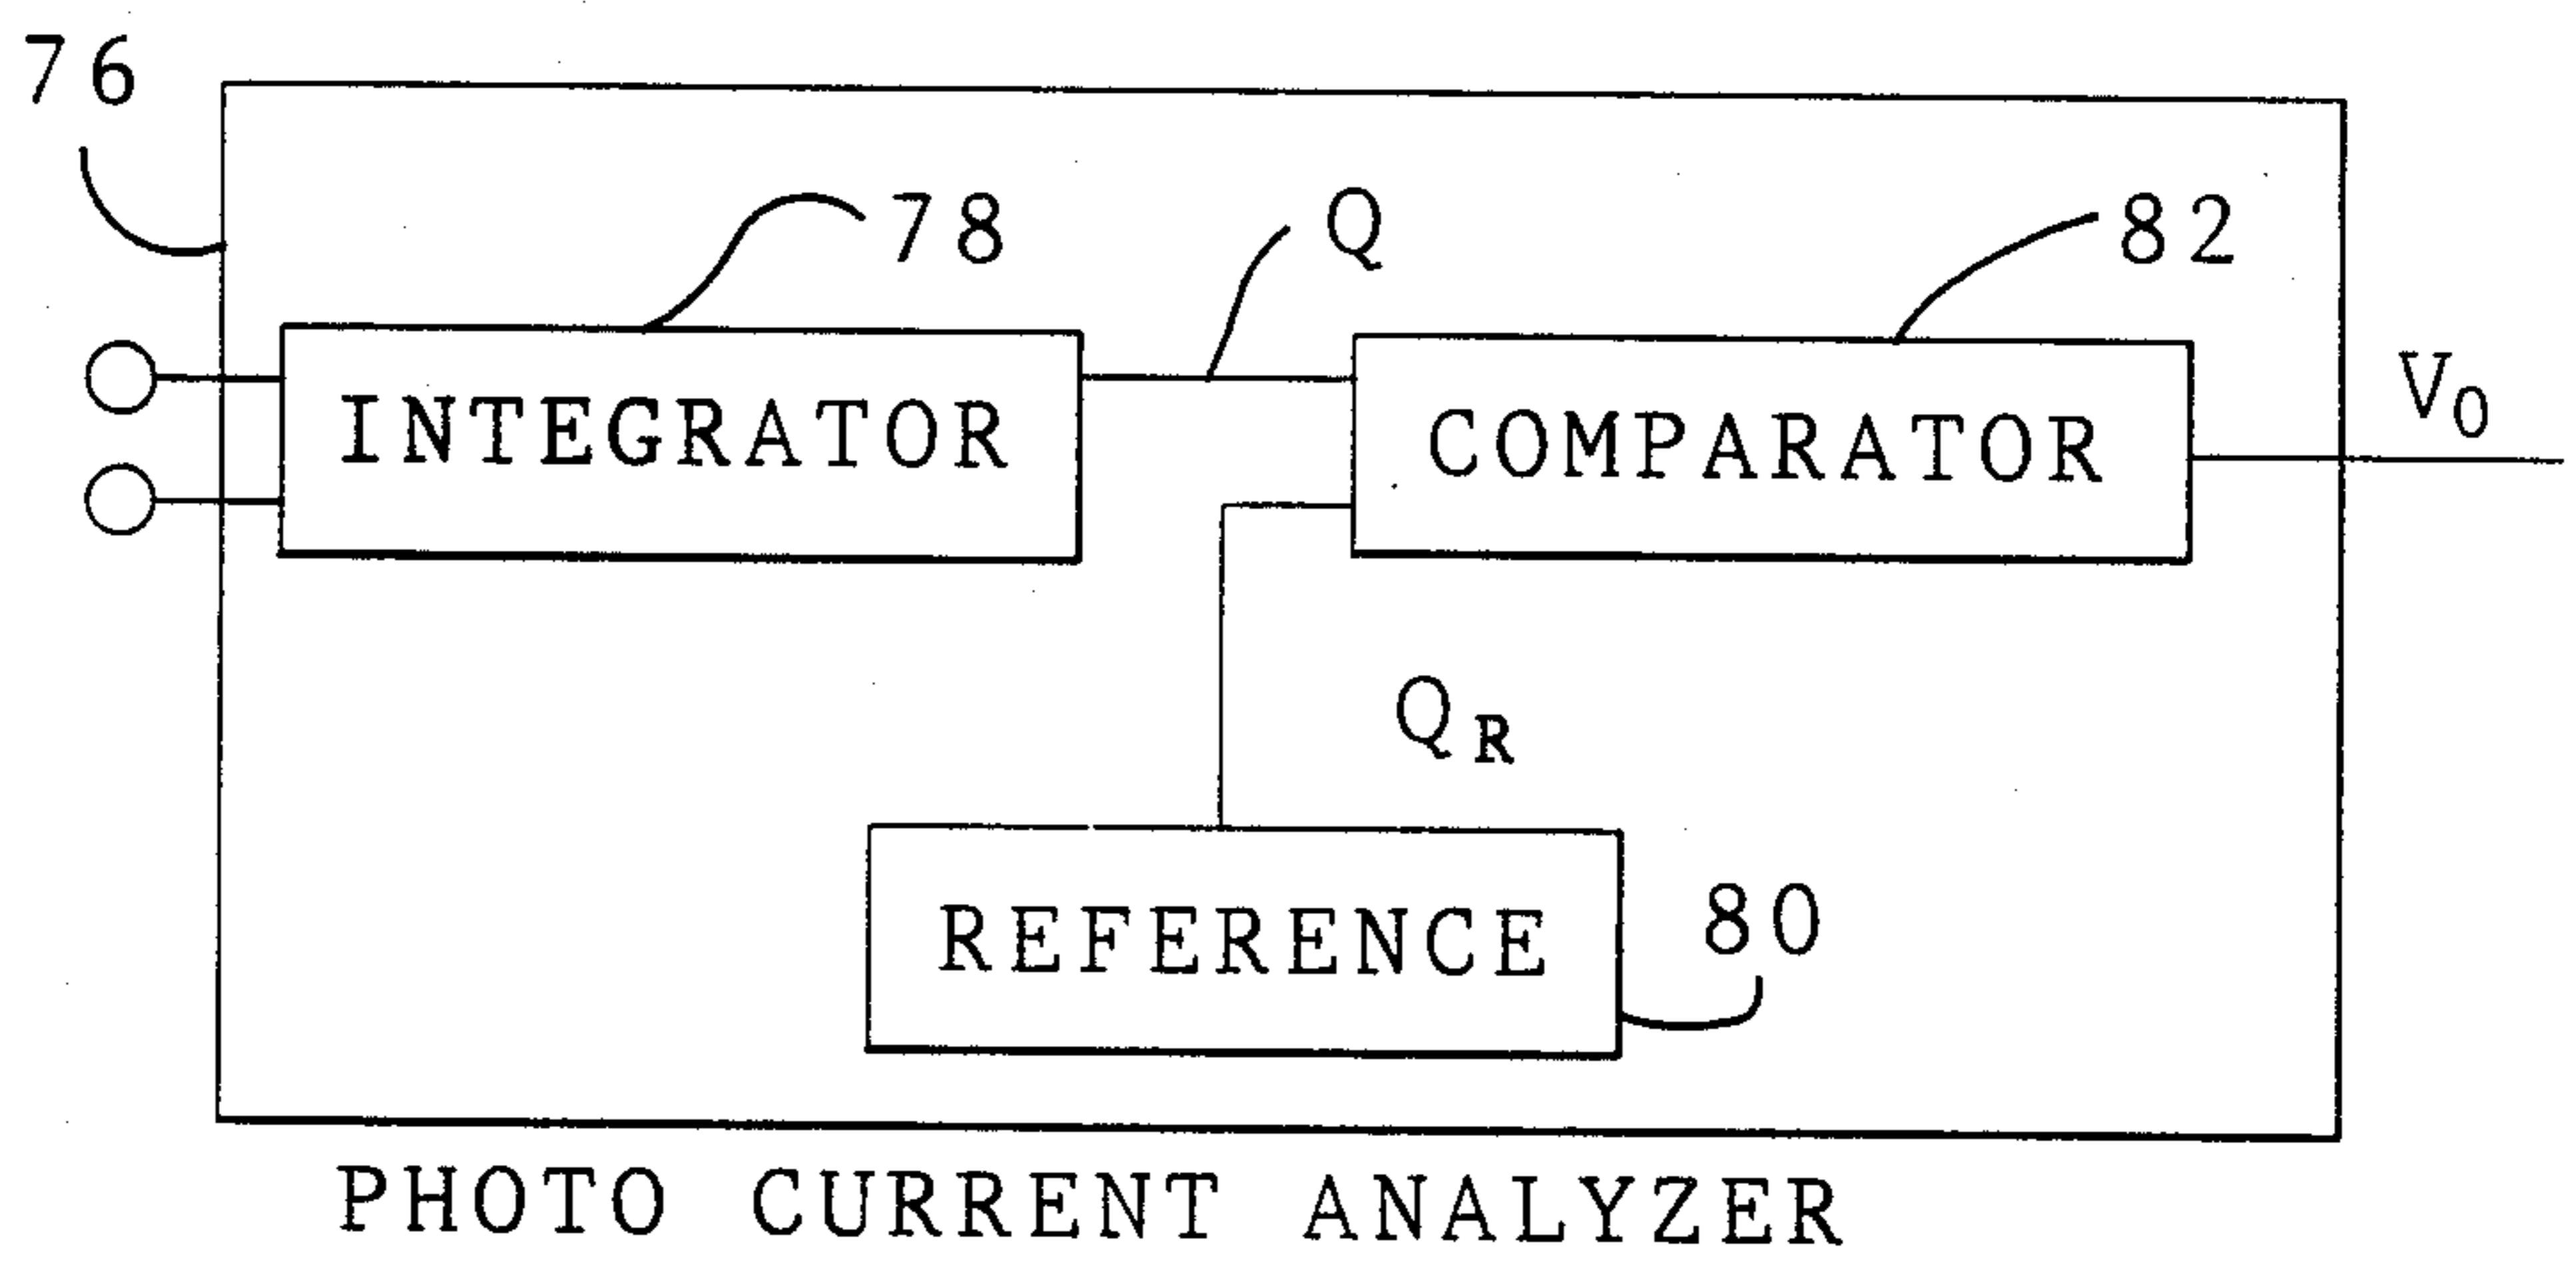 76
78
Q
82
INTEGRATOR
COMPARATOR
V0
QR
REFERENCE
80
PHOTO CURRENT ANALYZER